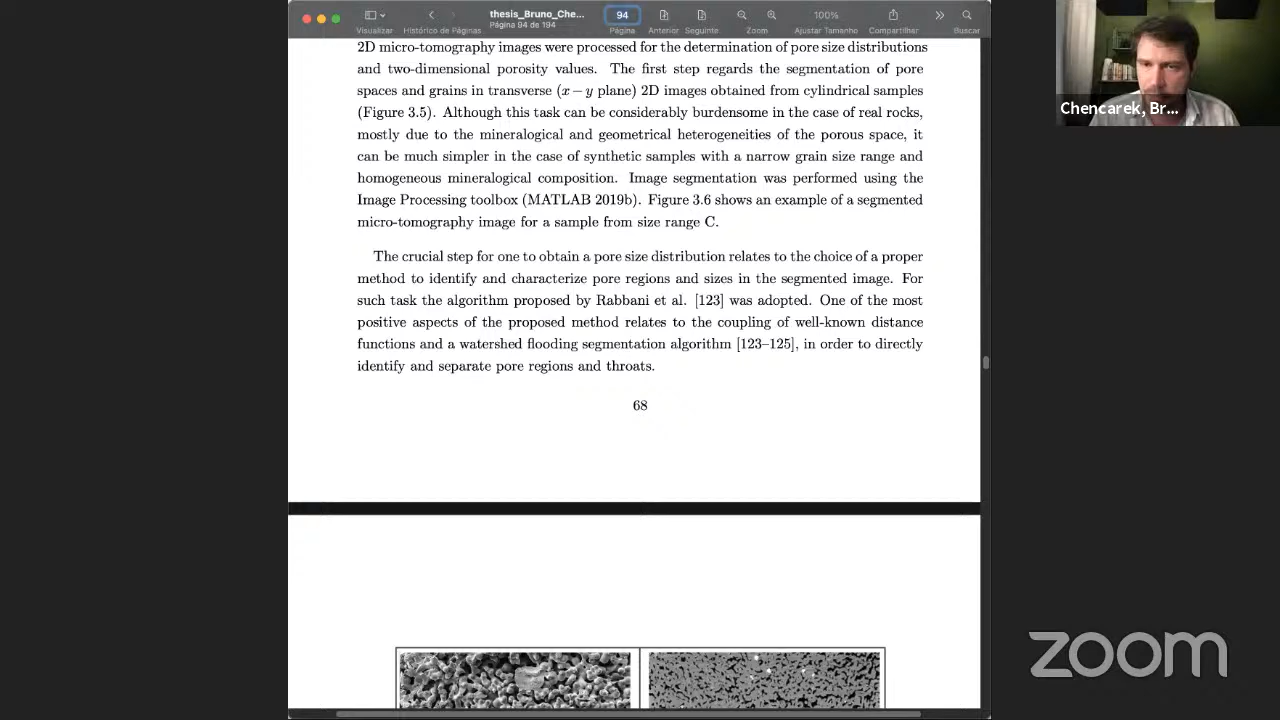 thesis_Bruno_Che...
Página 94 de 194
94
100%
Visualizar
Histórico de Páginas
Página
Anterior
Seguinte
Zoom
Ajustar Tamanho
Compartilhar
Buscar
2D micro-tomography images were processed for the determination of pore size distributions
and two-dimensional porosity values. The first step regards the segmentation of pore
spaces and grains in transverse (x − y plane) 2D images obtained from cylindrical samples
(Figure 3.5). Although this task can be considerably burdensome in the case of real rocks,
mostly due to the mineralogical and geometrical heterogeneities of the porous space, it
can be much simpler in the case of synthetic samples with a narrow grain size range and
homogeneous mineralogical composition. Image segmentation was performed using the
Image Processing toolbox (MATLAB 2019b). Figure 3.6 shows an example of a segmented
micro-tomography image for a sample from size range C.
The crucial step for one to obtain a pore size distribution relates to the choice of a proper
method to identify and characterize pore regions and sizes in the segmented image. For
such task the algorithm proposed by Rabbani et al. [123] was adopted. One of the most
positive aspects of the proposed method relates to the coupling of well-known distance
functions and a watershed flooding segmentation algorithm [123–125], in order to directly
identify and separate pore regions and throats.
68
Chencarek, Br...
zoom